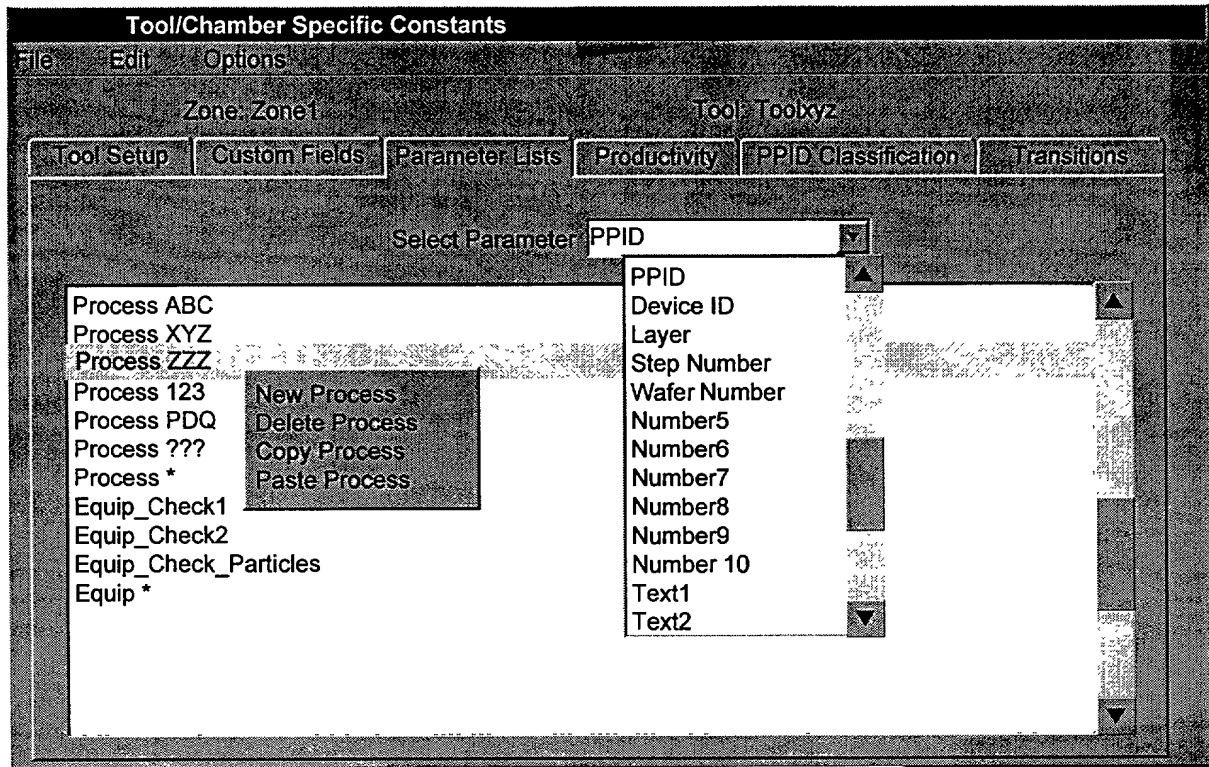 Tool/Chamber Specific Constants
File Edit Options
Zone: Zone1 Tool: Toolxyz
Tool Setup Custom Fields Parameter Lists Productivity PPID Classification Transitions
Select Parameter PPID
PPID
Device ID
Layer
Step Number
Wafer Number
Number5
Number6
Number7
Number8
Number9
Number 10
Text1
Text2
Process ABC
Process XYZ
Process ZZZ
Process 123
Process PDQ
Process ???
Process *
Equip_Check1
Equip_Check2
Equip_Check_Particles
Equip *
New Process
Delete Process
Copy Process
Paste Process